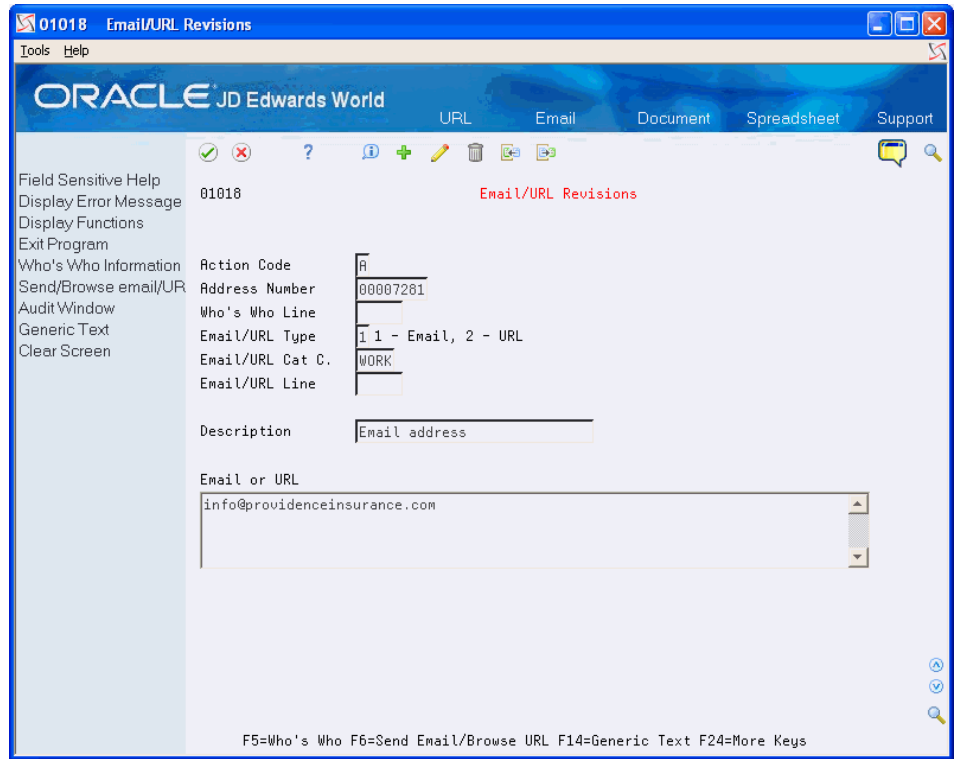 01018 Email/URL Revisions
Tools Help
ORACLE JD Edwards World
URL Email Document Spreadsheet Support
?
Field Sensitive Help
Display Error Message
Display Functions
Exit Program
Who's Who Information
Send/Browse email/UR
Audit Window
Generic Text
Clear Screen
01018 Email/URL Revisions
Action Code A
Address Number 00007281
Who's Who Line
Email/URL Type 1 1 - Email, 2 - URL
Email/URL Cat C. WORK
Email/URL Line
Description Email address
Email or URL
info@providenceinsurance.com
F5=Who's Who F6=Send Email/Browse URL F14=Generic Text F24=More Keys